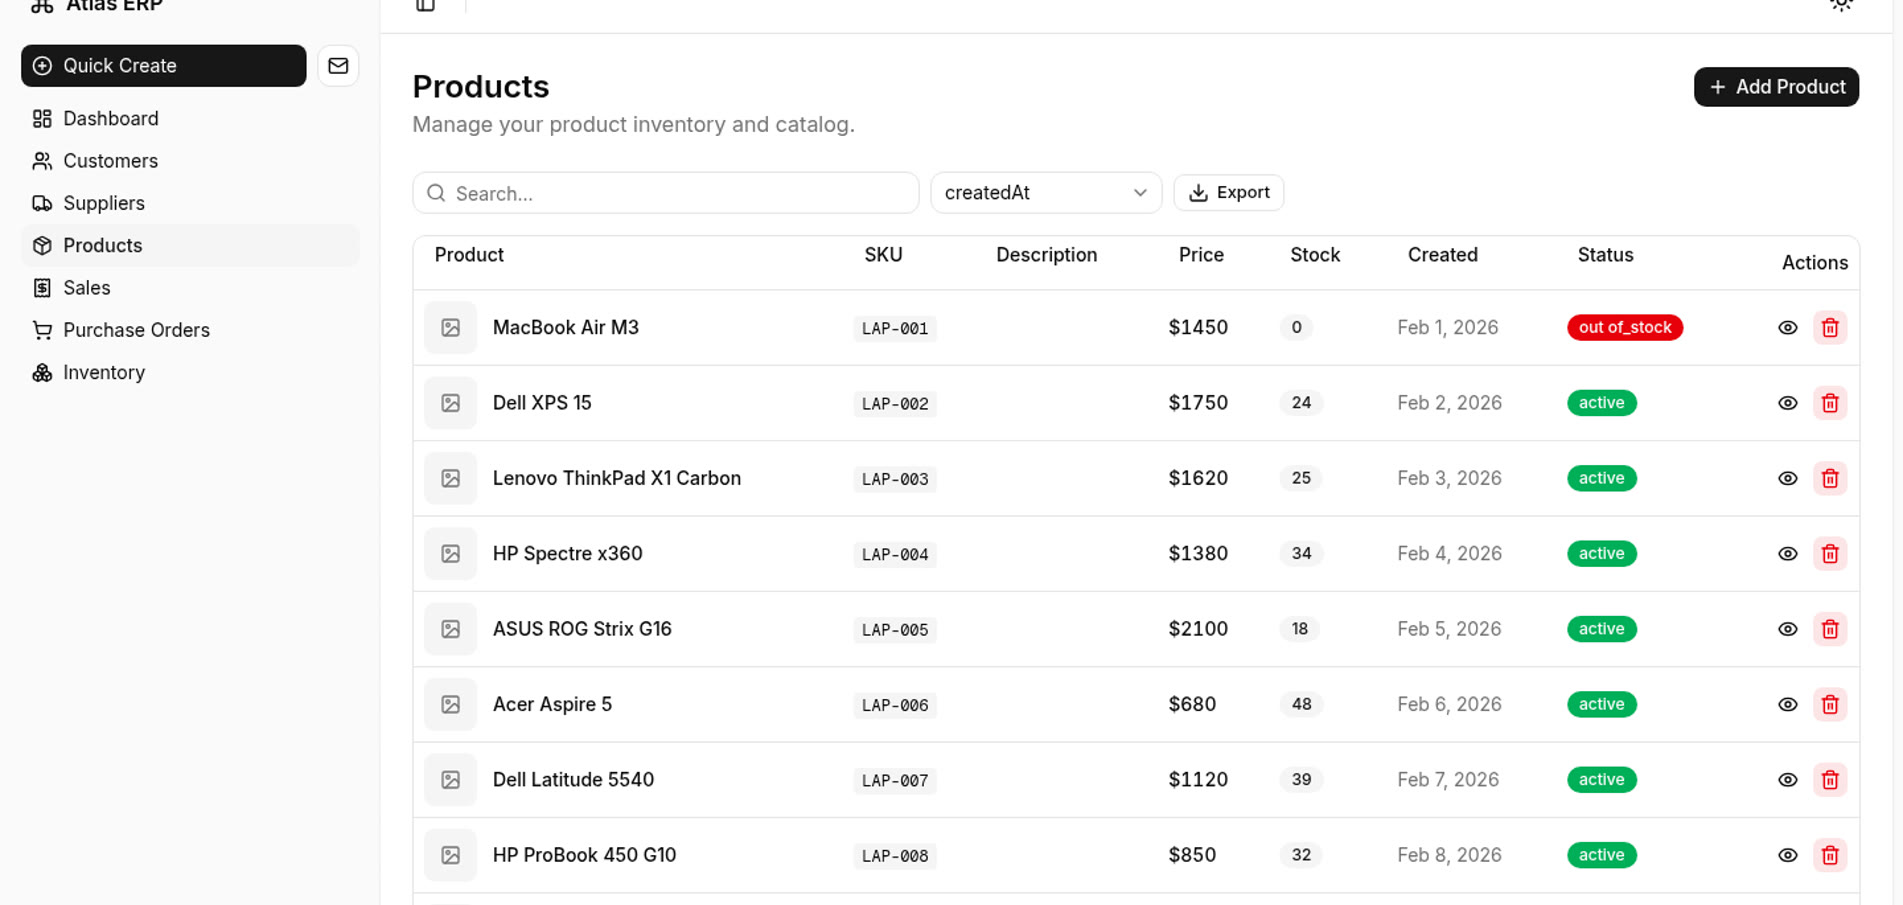 Atlas ERP
Quick Create
Dashboard
Customers
Suppliers
Products
Sales
Purchase Orders
Inventory
Products
Manage your product inventory and catalog.
Add Product
Search...
createdAt
Export
Product SKU Description Price Stock Created Status Actions
MacBook Air M3 LAP-001 $1450 0 Feb 1, 2026 out of_stock
Dell XPS 15 LAP-002 $1750 24 Feb 2, 2026 active
Lenovo ThinkPad X1 Carbon LAP-003 $1620 25 Feb 3, 2026 active
HP Spectre x360 LAP-004 $1380 34 Feb 4, 2026 active
ASUS ROG Strix G16 LAP-005 $2100 18 Feb 5, 2026 active
Acer Aspire 5 LAP-006 $680 48 Feb 6, 2026 active
Dell Latitude 5540 LAP-007 $1120 39 Feb 7, 2026 active
HP ProBook 450 G10 LAP-008 $850 32 Feb 8, 2026 active